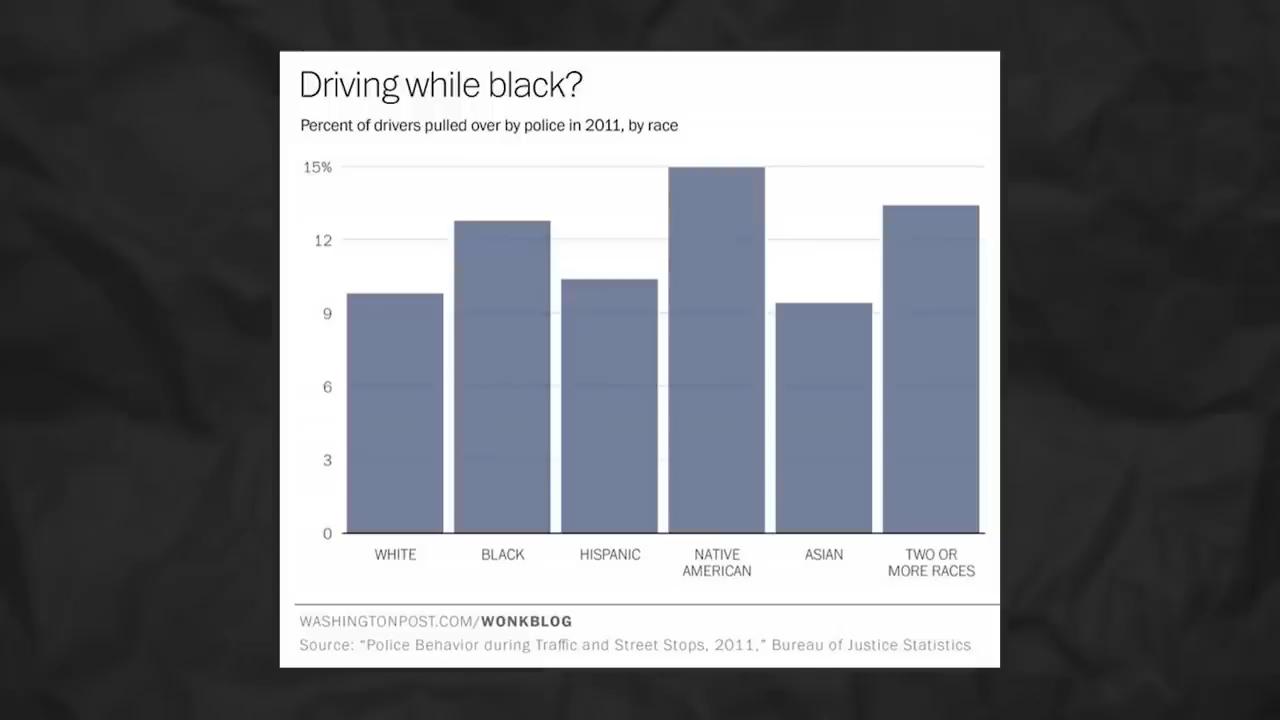 Driving while black?
Percent of drivers pulled over by police in 2011, by race
15%
12
9
6
3
0
WHITE
BLACK
HISPANIC
NATIVE
AMERICAN
ASIAN
TWO OR
MORE RACES
WASHINGTONPOST.COM/WONKBLOG
Source: “Police Behavior during Traffic and Street Stops, 2011,” Bureau of Justice Statistics